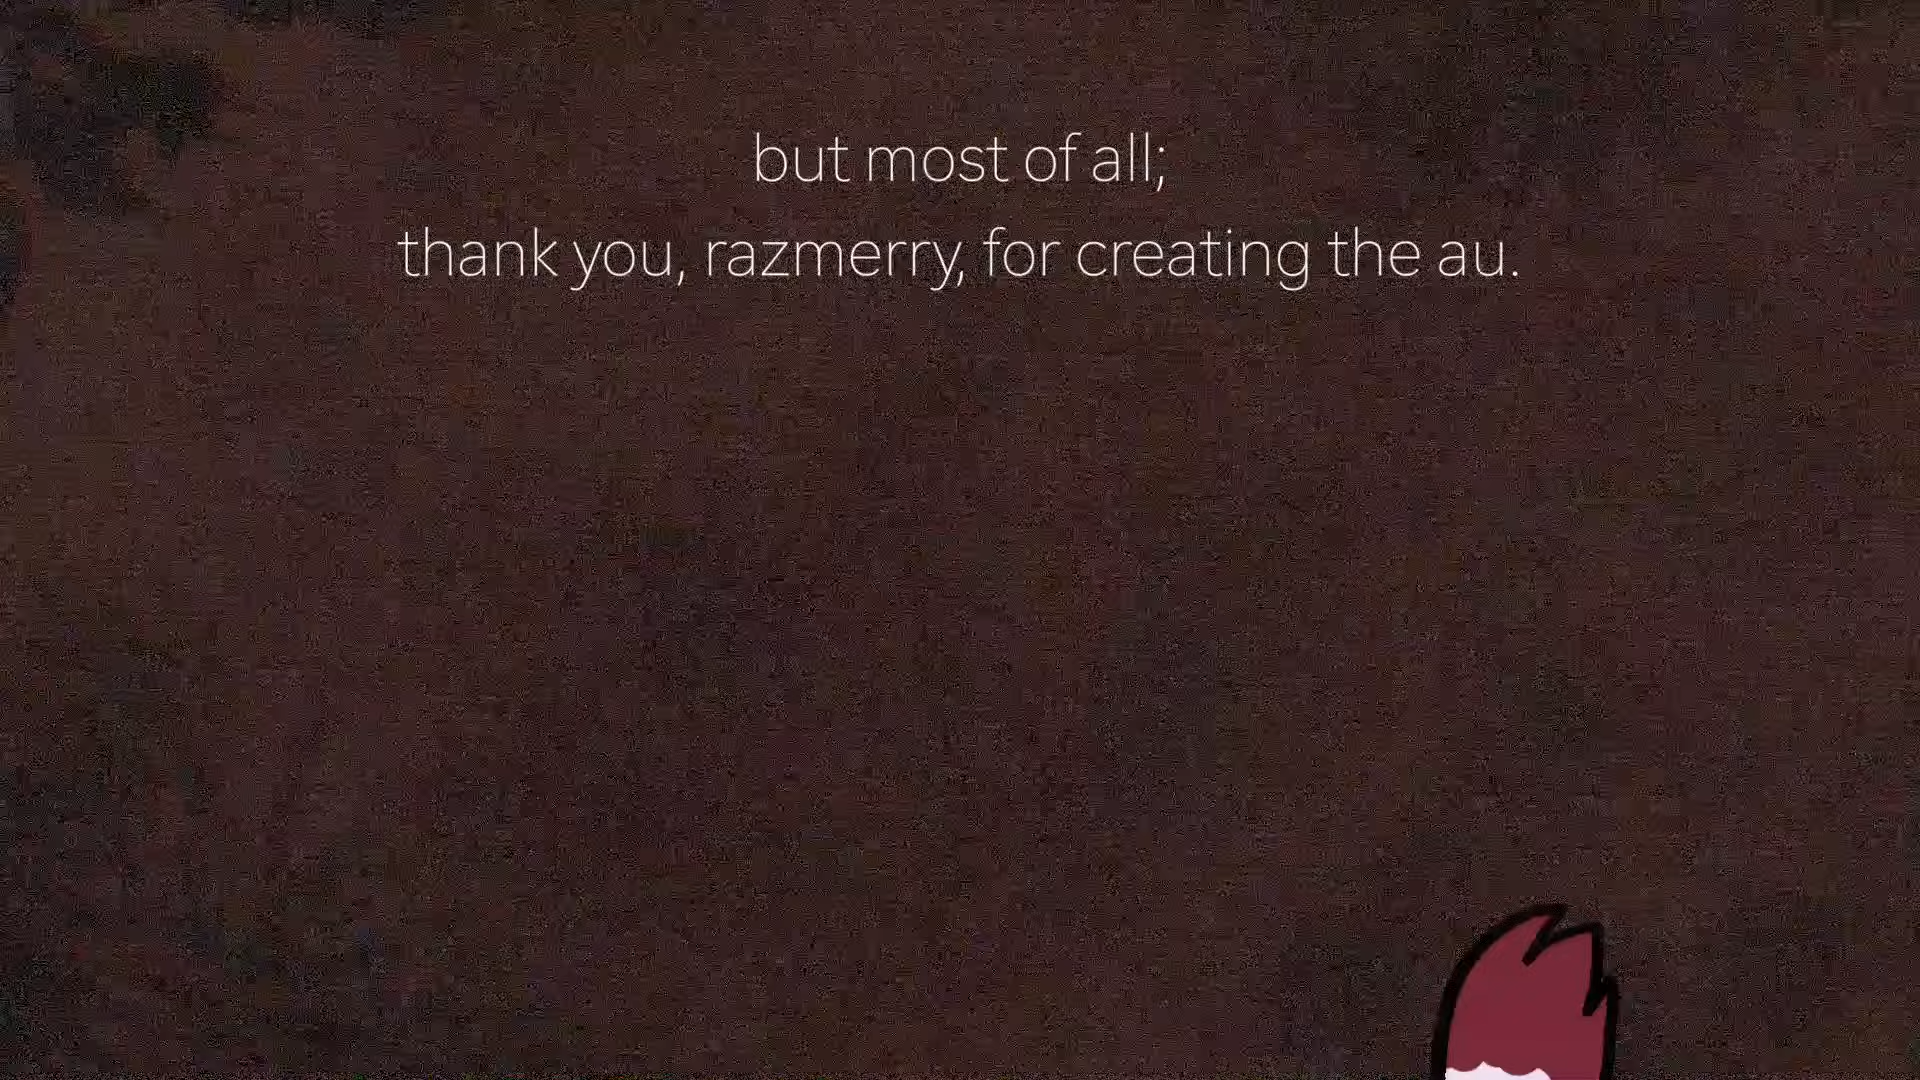 but most of all;
thank you, razmerry, for creating the au.